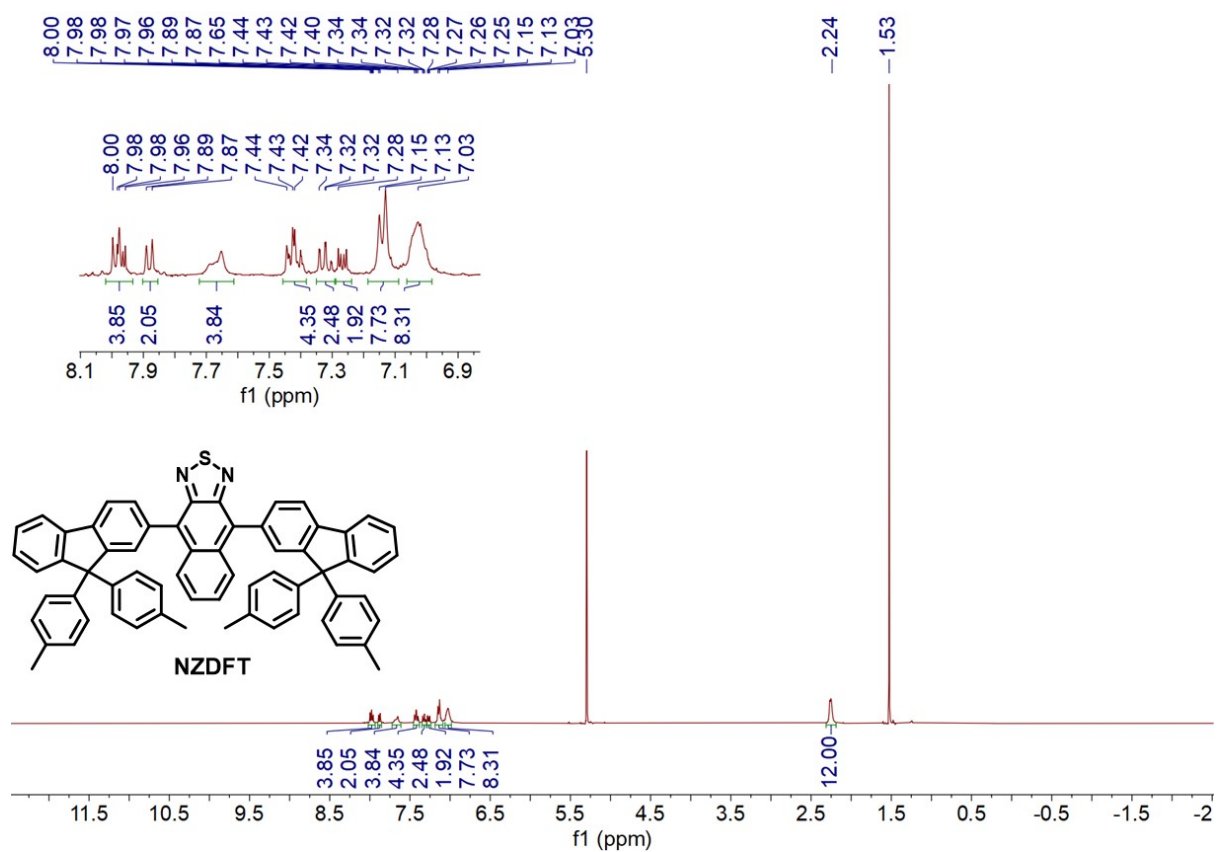 8.00 7.98 7.98 7.97 7.96 7.89 7.87 7.65 7.44 7.43 7.42 7.40 7.34 7.34 7.32 7.32 7.28 7.27 7.26 7.25 7.15 7.13 7.03 5.30 2.24 1.53
8.00 7.98 7.98 7.96 7.89 7.87 7.44 7.43 7.42 7.34 7.32 7.32 7.28 7.15 7.13 7.03
3.85 2.05 3.84 4.35 2.48 1.92 7.73 8.31
8.1 7.9 7.7 7.5 7.3 7.1 6.9
f1 (ppm)
S
N N
NZDFT
3.85 2.05 3.84 4.35 2.48 1.92 7.73 8.31 12.00
11.5 10.5 9.5 8.5 7.5 6.5 5.5 4.5 3.5 2.5 1.5 0.5 -0.5 -1.5 -2
f1 (ppm)